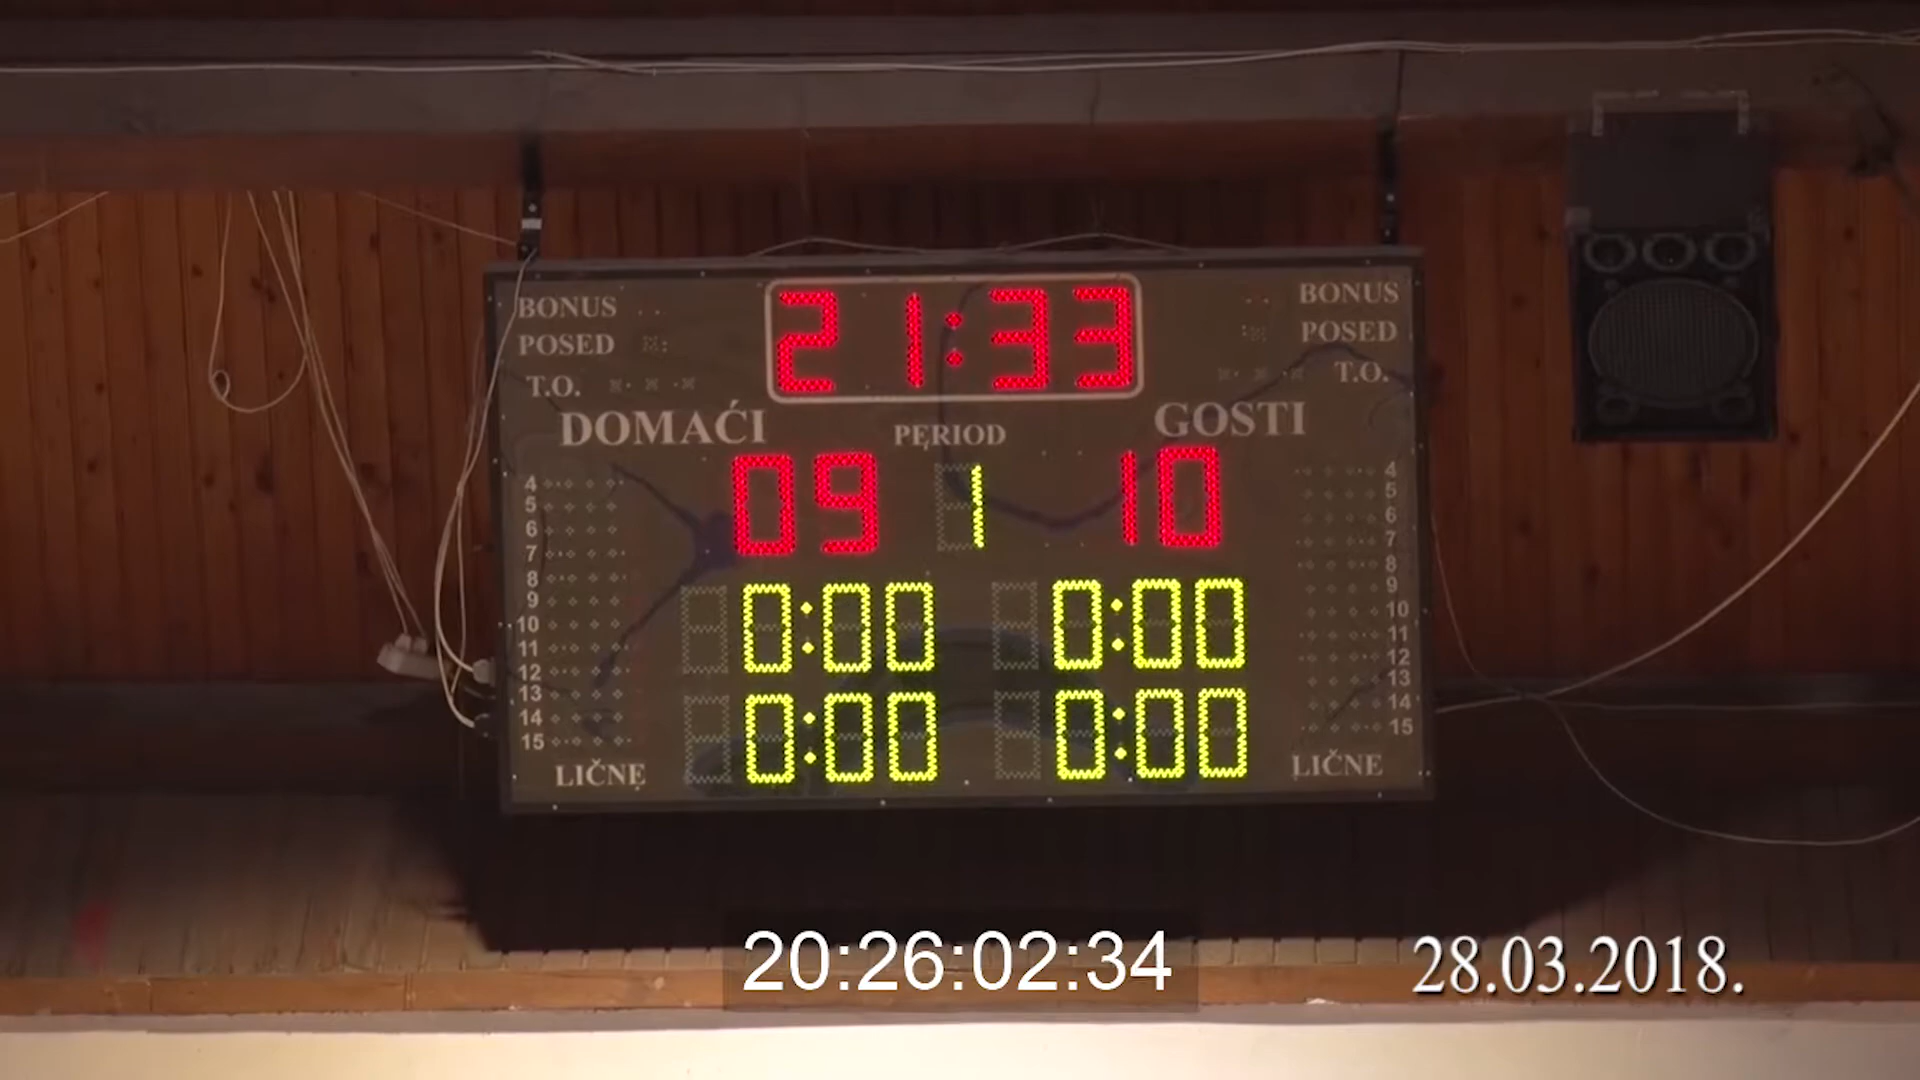 BONUS 21:33 BONUS
POSED POSED
T.O. T.O.
DOMAĆI PERIOD GOSTI
09 1 10
4 4
5 5
6 6
7 7
8 8
9 9
10 10
11 11
12 12
13 13
14 14
15 15
0:00 0:00
0:00 0:00
LIČNE LIČNE
20:26:02:34 28.03.2018.